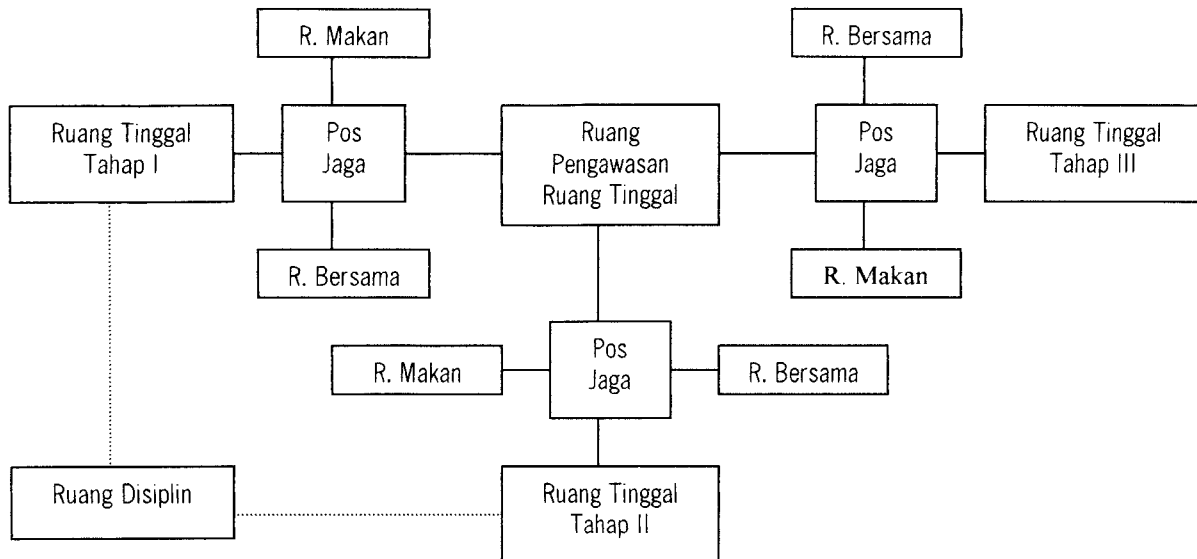 R. Makan
R. Bersama
Ruang Tinggal
Tahap I
Pos
Jaga
Ruang
Pengawasan
Ruang Tinggal
Pos
Jaga
Ruang Tinggal
Tahap III
R. Bersama
R. Makan
R. Makan
Pos
Jaga
R. Bersama
Ruang Disiplin
Ruang Tinggal
Tahap II